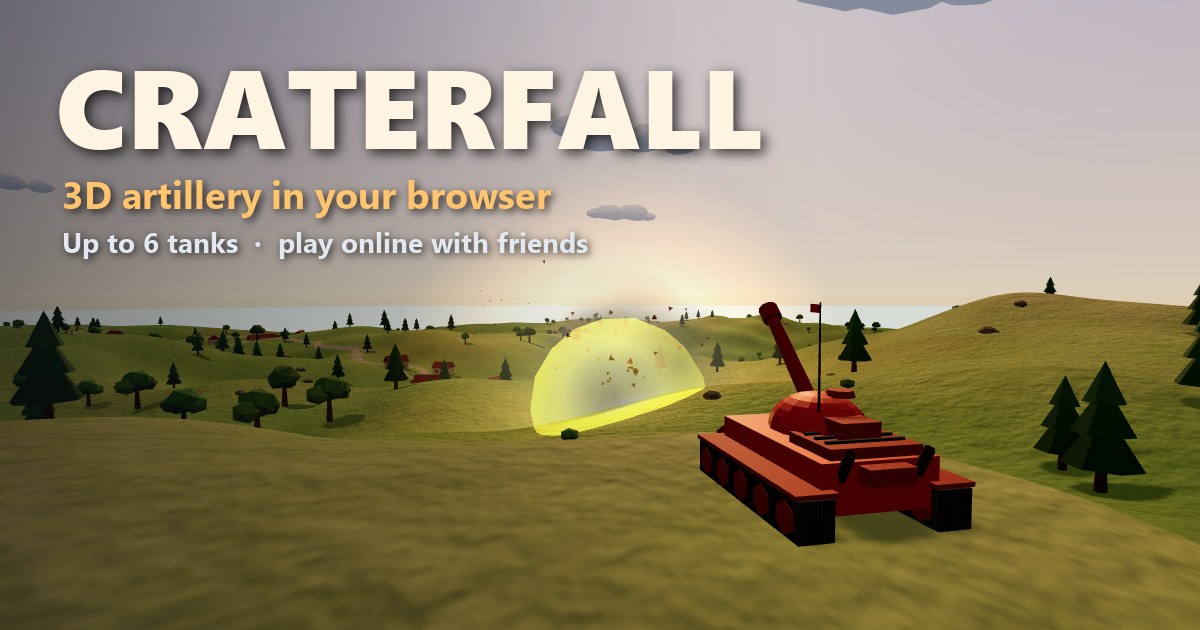 CRATERFALL
3D artillery in your browser
Up to 6 tanks · play online with friends